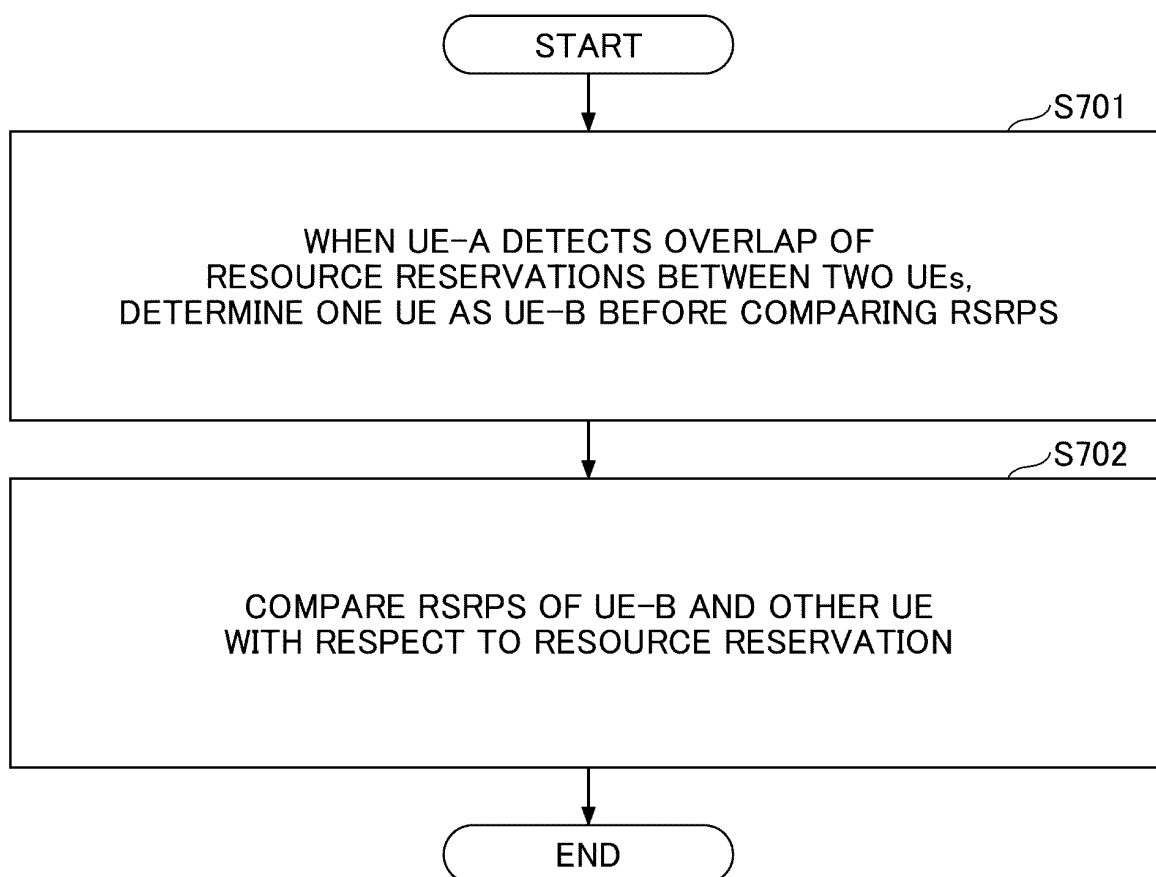 START
S701
WHEN UE-A DETECTS OVERLAP OF
RESOURCE RESERVATIONS BETWEEN TWO UEs,
DETERMINE ONE UE AS UE-B BEFORE COMPARING RSRPS
S702
COMPARE RSRPS OF UE-B AND OTHER UE
WITH RESPECT TO RESOURCE RESERVATION
END